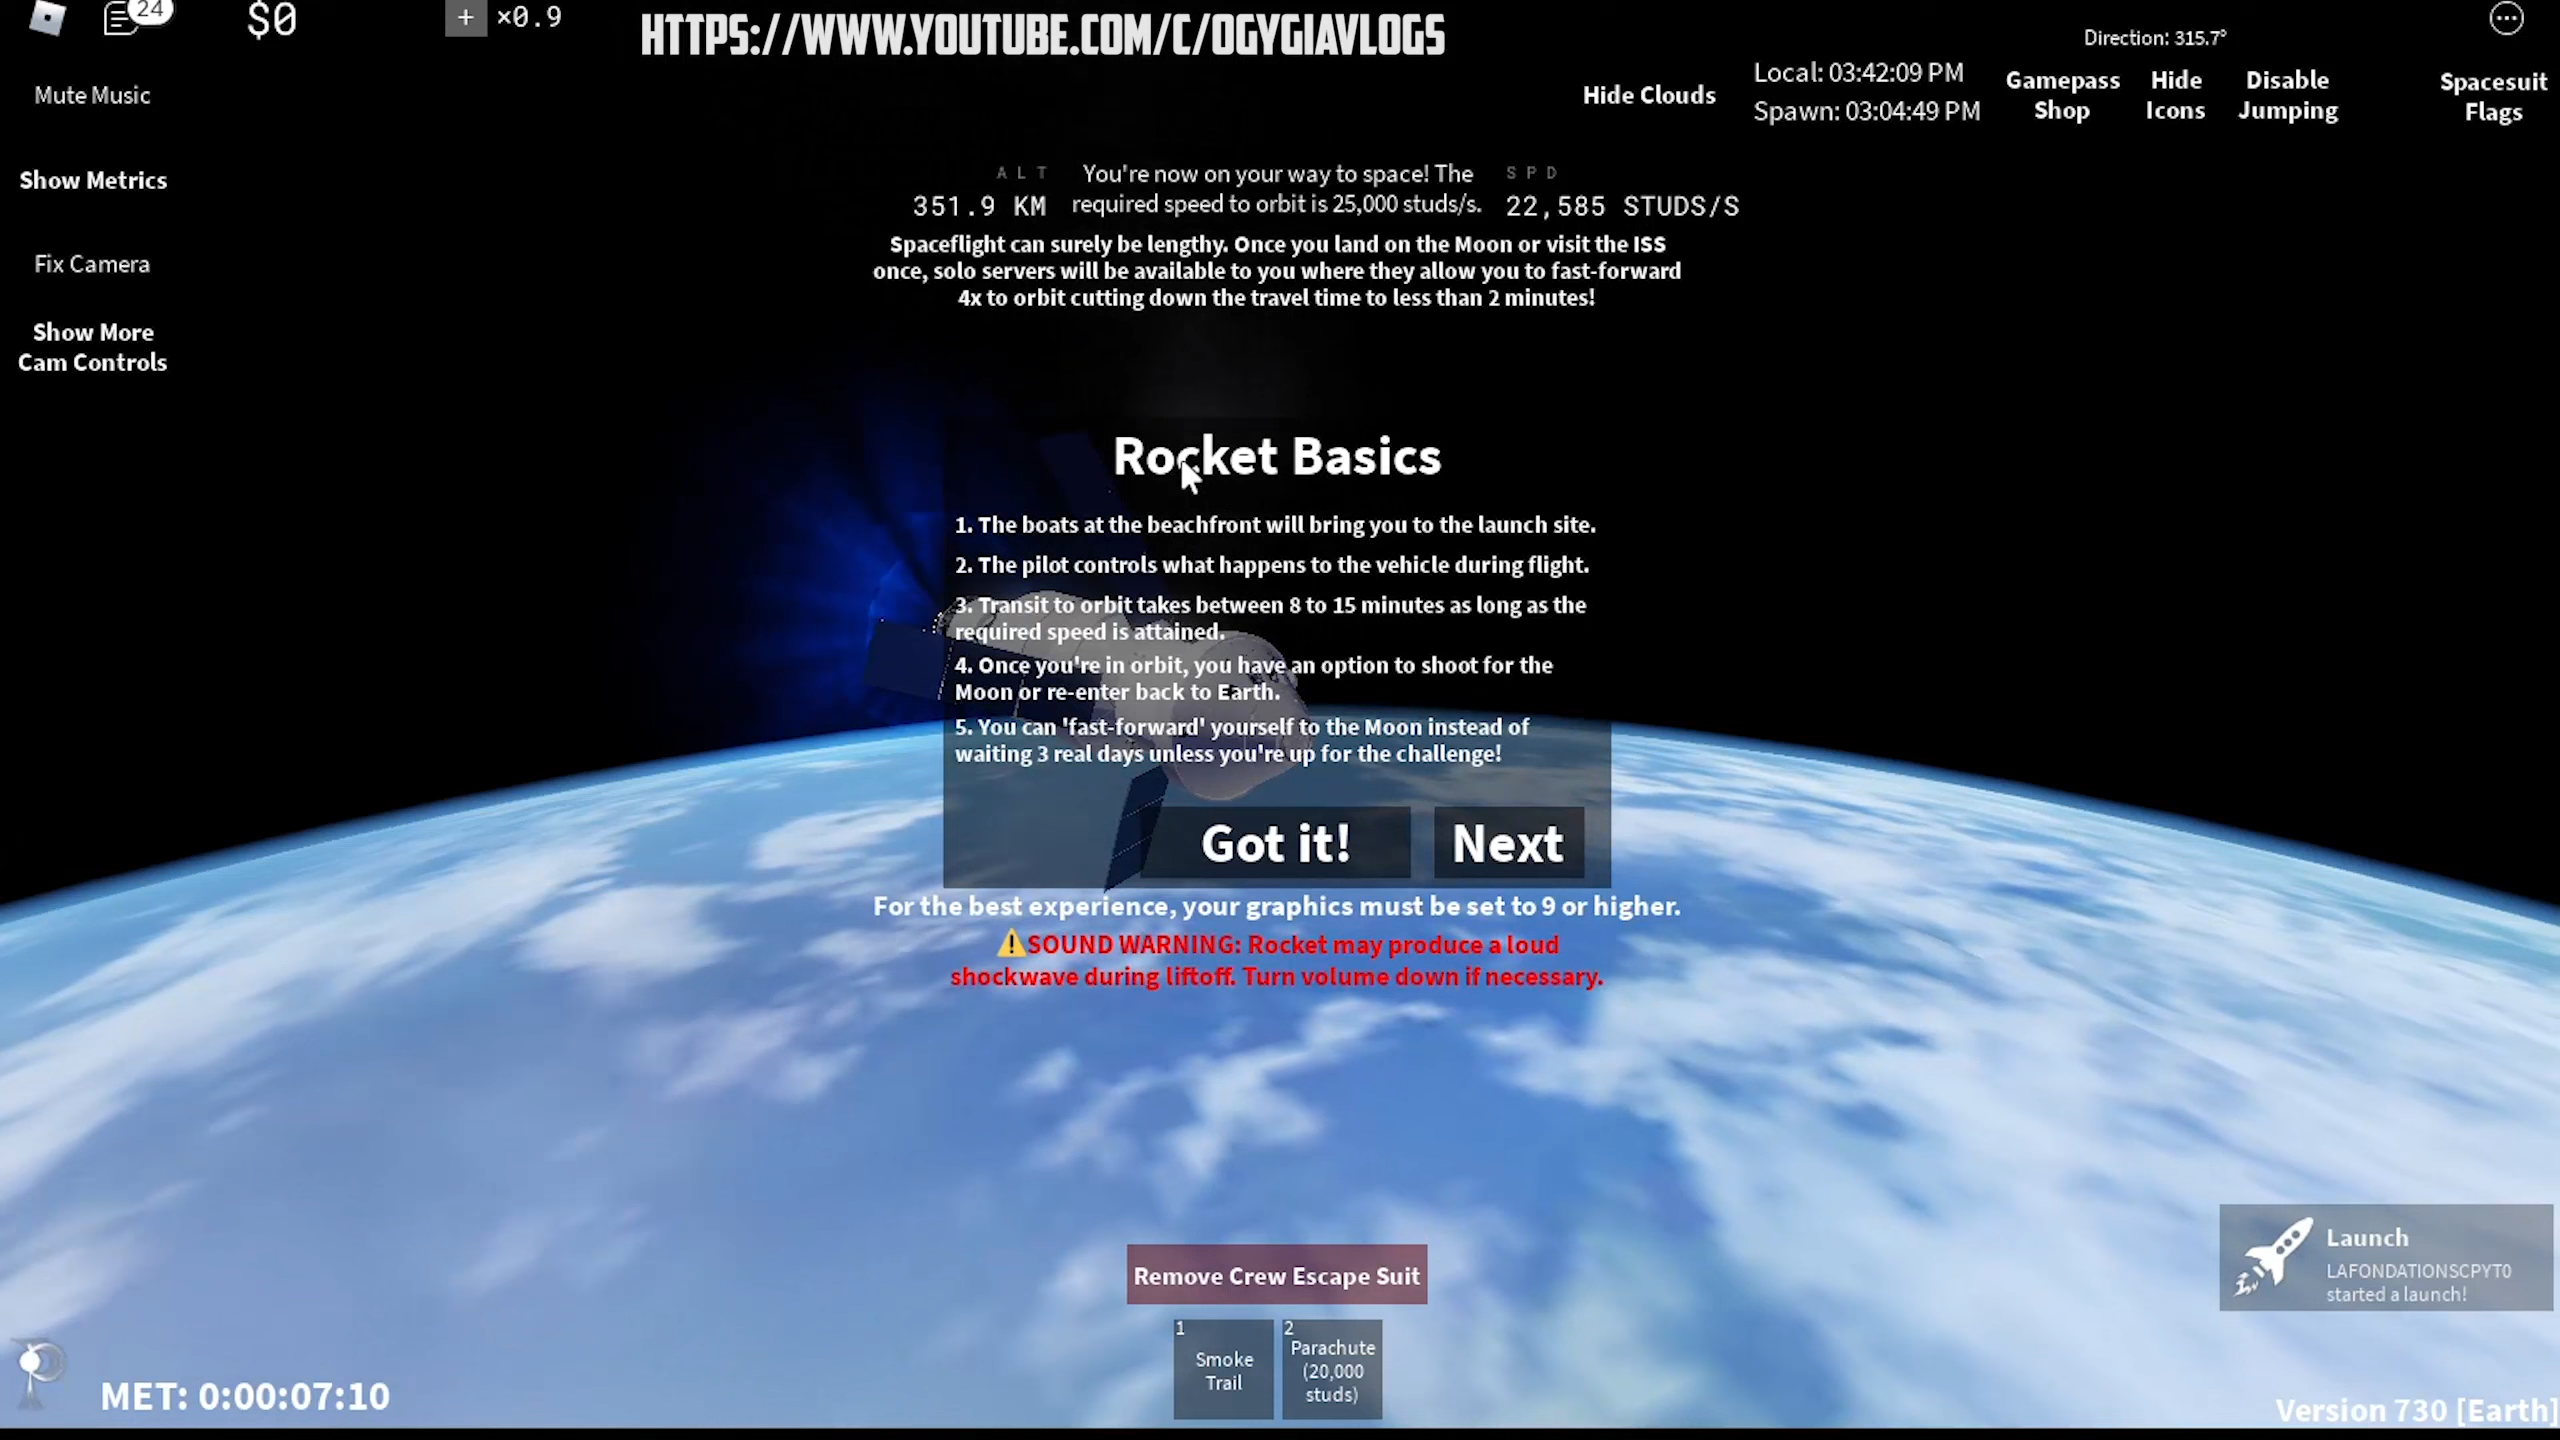 24
$0
+ ×0.9
HTTPS://WWW.YOUTUBE.COM/C/OGYGIAVLOGS
Direction: 315.7°
Mute Music
Hide Clouds
Local: 03:42:09 PM
Spawn: 03:04:49 PM
Gamepass
Shop
Hide
Icons
Disable
Jumping
Spacesuit
Flags
Show Metrics
Fix Camera
Show More
Cam Controls
ALT
351.9 KM
You're now on your way to space! The
required speed to orbit is 25,000 studs/s.
SPD
22,585 STUDS/S
Spaceflight can surely be lengthy. Once you land on the Moon or visit the ISS
once, solo servers will be available to you where they allow you to fast-forward
4x to orbit cutting down the travel time to less than 2 minutes!
Rocket Basics
1. The boats at the beachfront will bring you to the launch site.
2. The pilot controls what happens to the vehicle during flight.
3. Transit to orbit takes between 8 to 15 minutes as long as the
required speed is attained.
4. Once you're in orbit, you have an option to shoot for the
Moon or re-enter back to Earth.
5. You can 'fast-forward' yourself to the Moon instead of
waiting 3 real days unless you're up for the challenge!
Got it!
Next
For the best experience, your graphics must be set to 9 or higher.
⚠️SOUND WARNING: Rocket may produce a loud
shockwave during liftoff. Turn volume down if necessary.
Remove Crew Escape Suit
Launch
LAFONDATIONSCPYT0
started a launch!
1
Smoke
Trail
2
Parachute
(20,000
studs)
MET: 0:00:07:10
Version 730 [Earth]